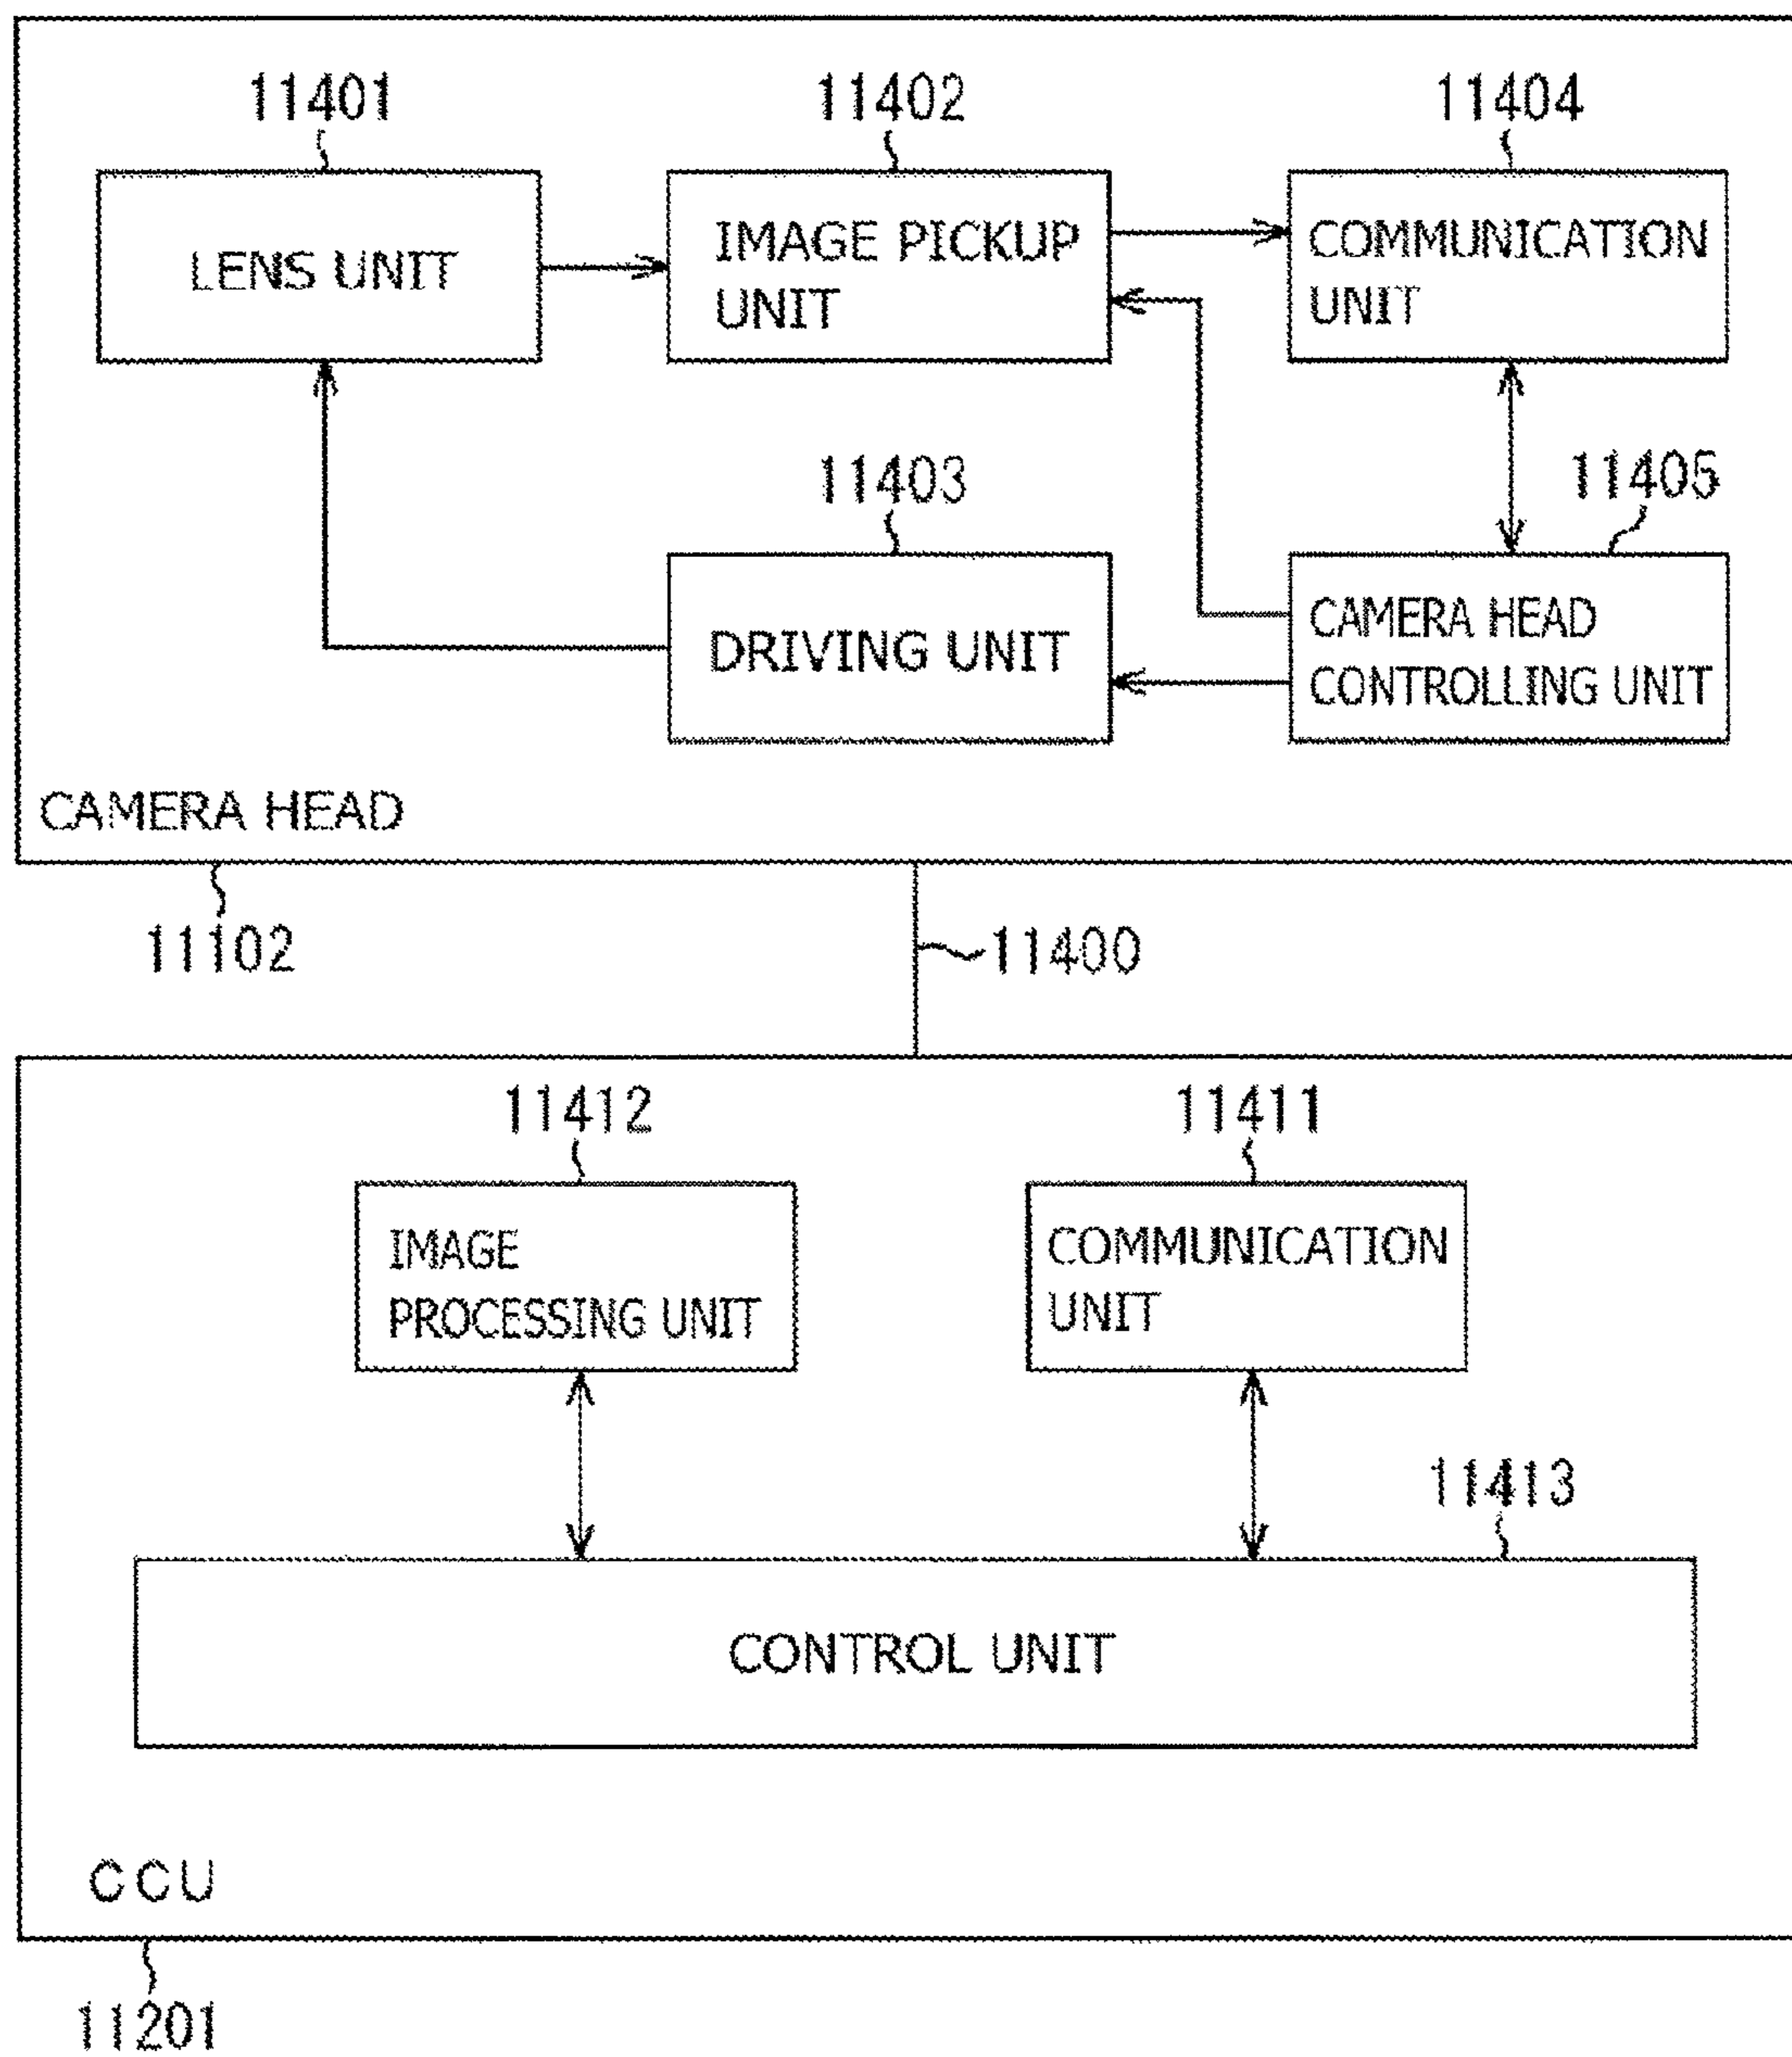 11401
11402
11404
LENS UNIT
IMAGE PICKUP
UNIT
COMMUNICATION
UNIT
11403
11405
DRIVING UNIT
CAMERA HEAD
CONTROLLING UNIT
CAMERA HEAD
11102
11400
11412
11411
IMAGE
PROCESSING UNIT
COMMUNICATION
UNIT
11413
CONTROL UNIT
CCU
11201